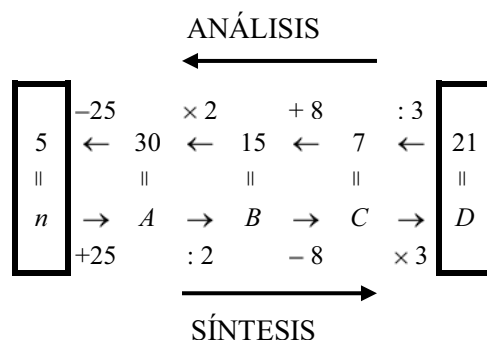 ANÁLISIS
–25 × 2 + 8 : 3
5 ← 30 ← 15 ← 7 ← 21
= = = = =
n → A → B → C → D
+25 : 2 – 8 × 3
SÍNTESIS